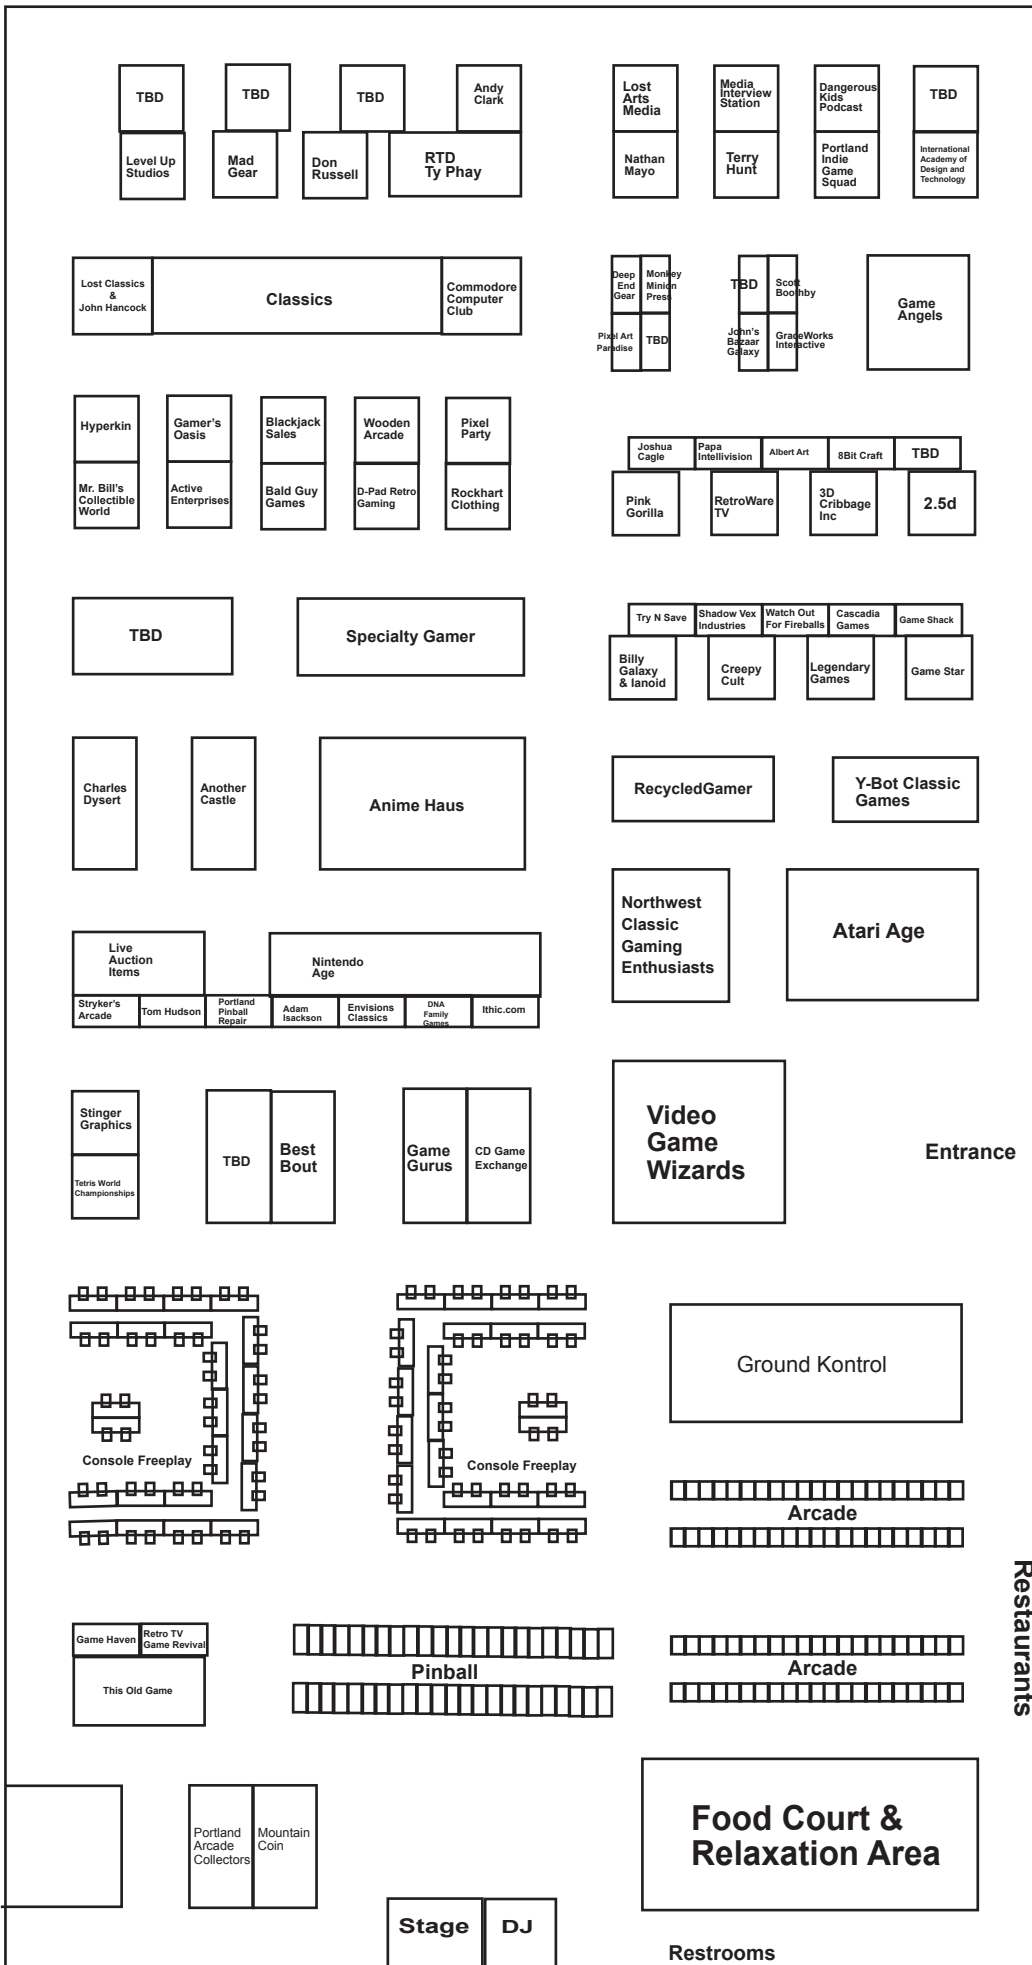 TBD
TBD
TBD
Andy
Clark
Level Up
Studios
Mad
Gear
Don
Russell
RTD
Ty Phay
Lost
Arts
Media
Media
Interview
Station
Dangerous
Kids
Podcast
TBD
Nathan
Mayo
Terry
Hunt
Portland
Indie
Game
Squad
International
Academy of
Design and
Technology
Lost Classics
&
John Hancock
Classics
Commodore
Computer
Club
Deep
End
Gear
Monkey
Minion
Press
TBD
Scott
Boothby
Pixel Art
Paradise
TBD
John's
Bazaar
Galaxy
GradeWorks
Interactive
Game
Angels
Hyperkin
Gamer's
Oasis
Blackjack
Sales
Wooden
Arcade
Pixel
Party
Mr. Bill's
Collectible
World
Active
Enterprises
Bald Guy
Games
D-Pad Retro
Gaming
Rockhart
Clothing
Joshua
Cagle
Papa
Intellivision
Albert Art
8Bit Craft
TBD
Pink
Gorilla
RetroWare
TV
3D
Cribbage
Inc
2.5d
TBD
Specialty Gamer
Try N Save
Shadow Vex
Industries
Watch Out
For Fireballs
Cascadia
Games
Game Shack
Billy
Galaxy
& Ianoid
Creepy
Cult
Legendary
Games
Game Star
Charles
Dysert
Another
Castle
Anime Haus
RecycledGamer
Y-Bot Classic
Games
Northwest
Classic
Gaming
Enthusiasts
Atari Age
Live
Auction
Items
Nintendo
Age
Stryker's
Arcade
Tom Hudson
Portland
Pinball
Repair
Adam
Isackson
Envisions
Classics
DNA
Family
Games
Ithic.com
Stinger
Graphics
Tetris World
Championships
TBD
Best
Bout
Game
Gurus
CD Game
Exchange
Video
Game
Wizards
Entrance
Console Freeplay
Console Freeplay
Ground Kontrol
Arcade
Restaurants
Game Haven
Retro TV
Game Revival
This Old Game
Pinball
Arcade
Portland
Arcade
Collectors
Mountain
Coin
Food Court &
Relaxation Area
Stage
DJ
Restrooms